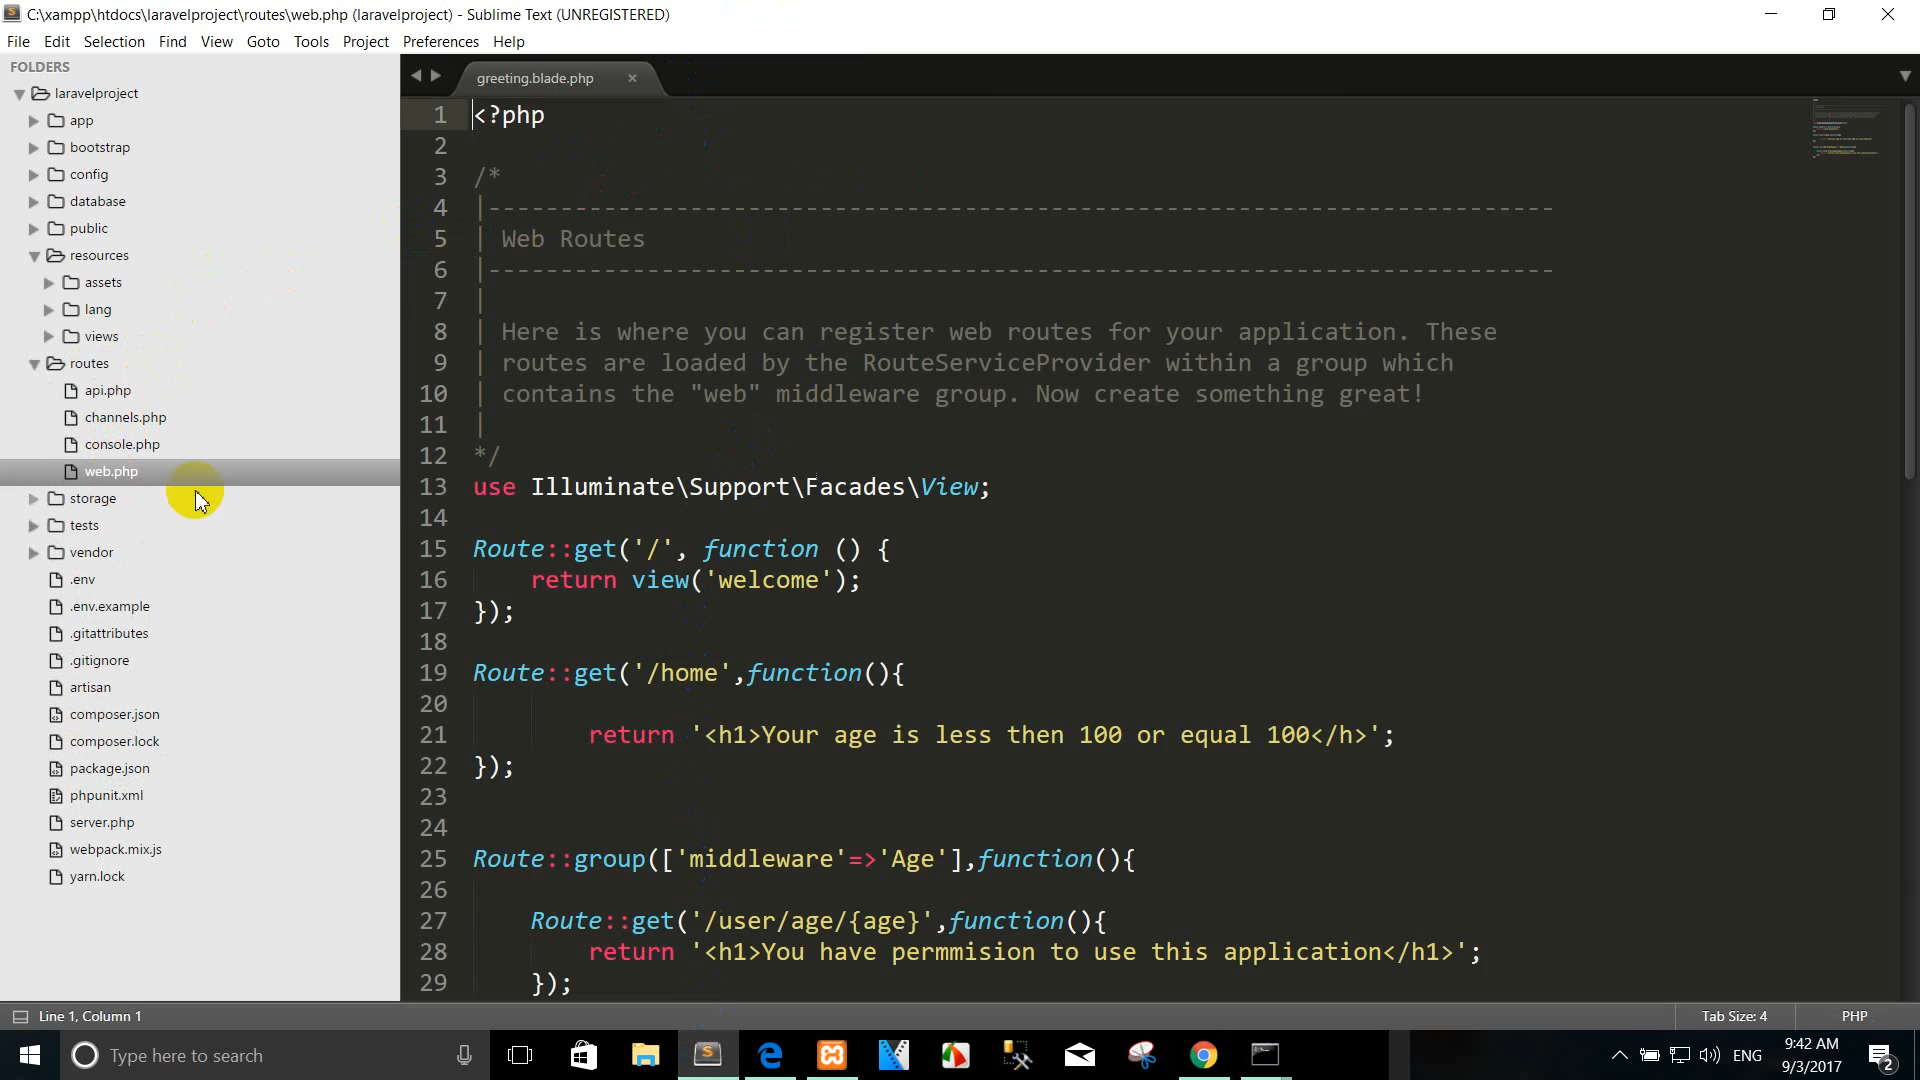 C:\xampp\htdocs\laravelproject\routes\web.php (laravelproject) - Sublime Text (UNREGISTERED)
File Edit Selection Find View Goto Tools Project Preferences Help
FOLDERS
laravelproject
app
bootstrap
config
database
public
resources
assets
lang
views
routes
api.php
channels.php
console.php
web.php
storage
tests
vendor
.env
.env.example
.gitattributes
.gitignore
artisan
composer.json
composer.lock
package.json
phpunit.xml
server.php
webpack.mix.js
yarn.lock
greeting.blade.php
1 <?php
2
3 /*
4 |--------------------------------------------------------------------------
5 | Web Routes
6 |--------------------------------------------------------------------------
7 |
8 | Here is where you can register web routes for your application. These
9 | routes are loaded by the RouteServiceProvider within a group which
10 | contains the "web" middleware group. Now create something great!
11 |
12 */
13 use Illuminate\Support\Facades\View;
14
15 Route::get('/', function () {
16 return view('welcome');
17 });
18
19 Route::get('/home',function(){
20
21 return '<h1>Your age is less then 100 or equal 100</h>';
22 });
23
24
25 Route::group(['middleware'=>'Age'],function(){
26
27 Route::get('/user/age/{age}',function(){
28 return '<h1>You have permmision to use this application</h1>';
29 });
Line 1, Column 1
Tab Size: 4
PHP
Type here to search
ENG
9:42 AM
9/3/2017
2